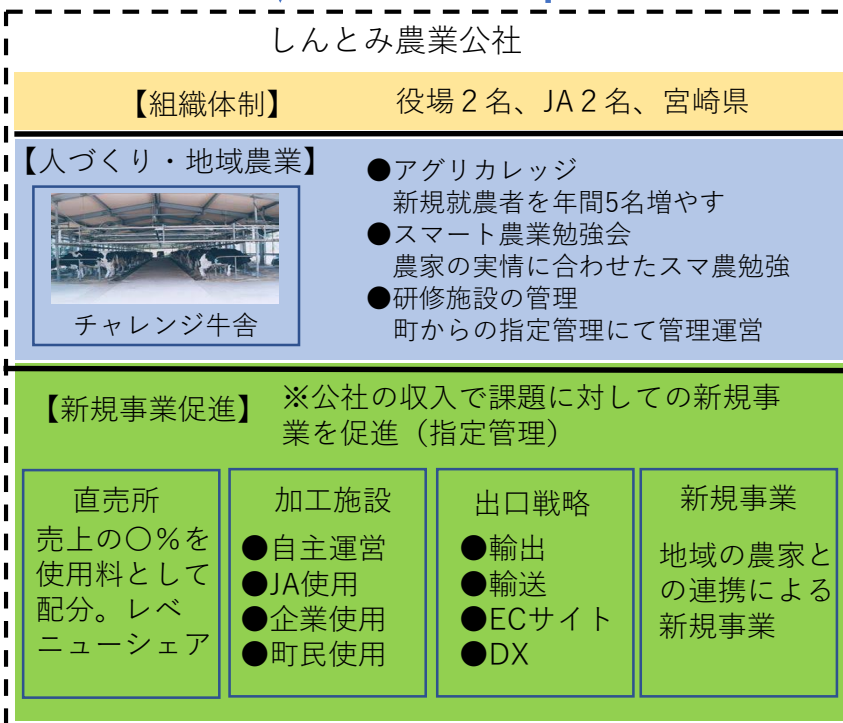 しんとみ農業公社
【組織体制】 役場２名、JA２名、宮崎県
【人づくり・地域農業】
チャレンジ牛舎
●アグリカレッジ
新規就農者を年間5名増やす
●スマート農業勉強会
農家の実情に合わせたスマ農勉強
●研修施設の管理
町からの指定管理にて管理運営
【新規事業促進】
※公社の収入で課題に対しての新規事
業を促進（指定管理）
直売所
売上の〇％を
使用料として
配分。レベ
ニューシェア
加工施設
●自主運営
●JA使用
●企業使用
●町民使用
出口戦略
●輸出
●輸送
●ECサイト
●DX
新規事業
地域の農家と
の連携による
新規事業